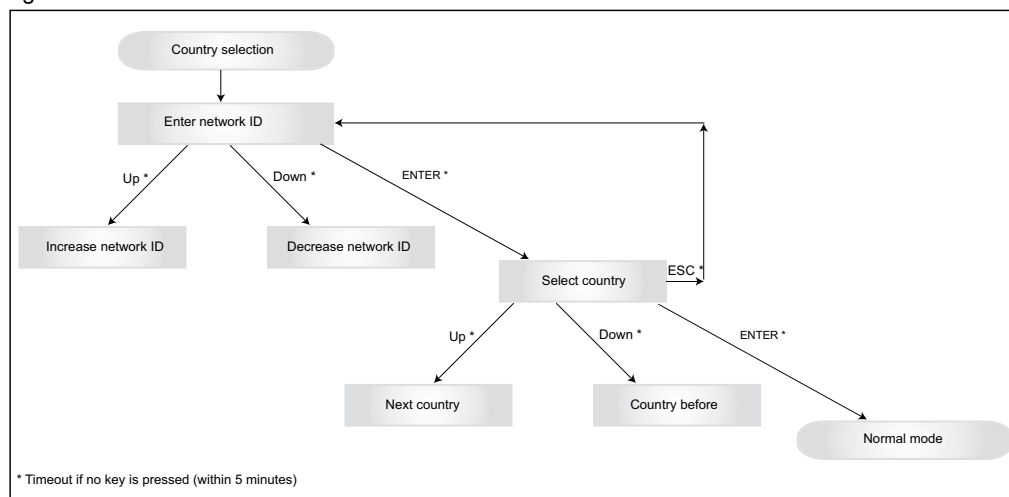 Country selection
Enter network ID
Up *
Down *
ENTER *
Increase network ID
Decrease network ID
Select country
ESC *
Up *
Down *
ENTER *
Next country
Country before
Normal mode
* Timeout if no key is pressed (within 5 minutes)